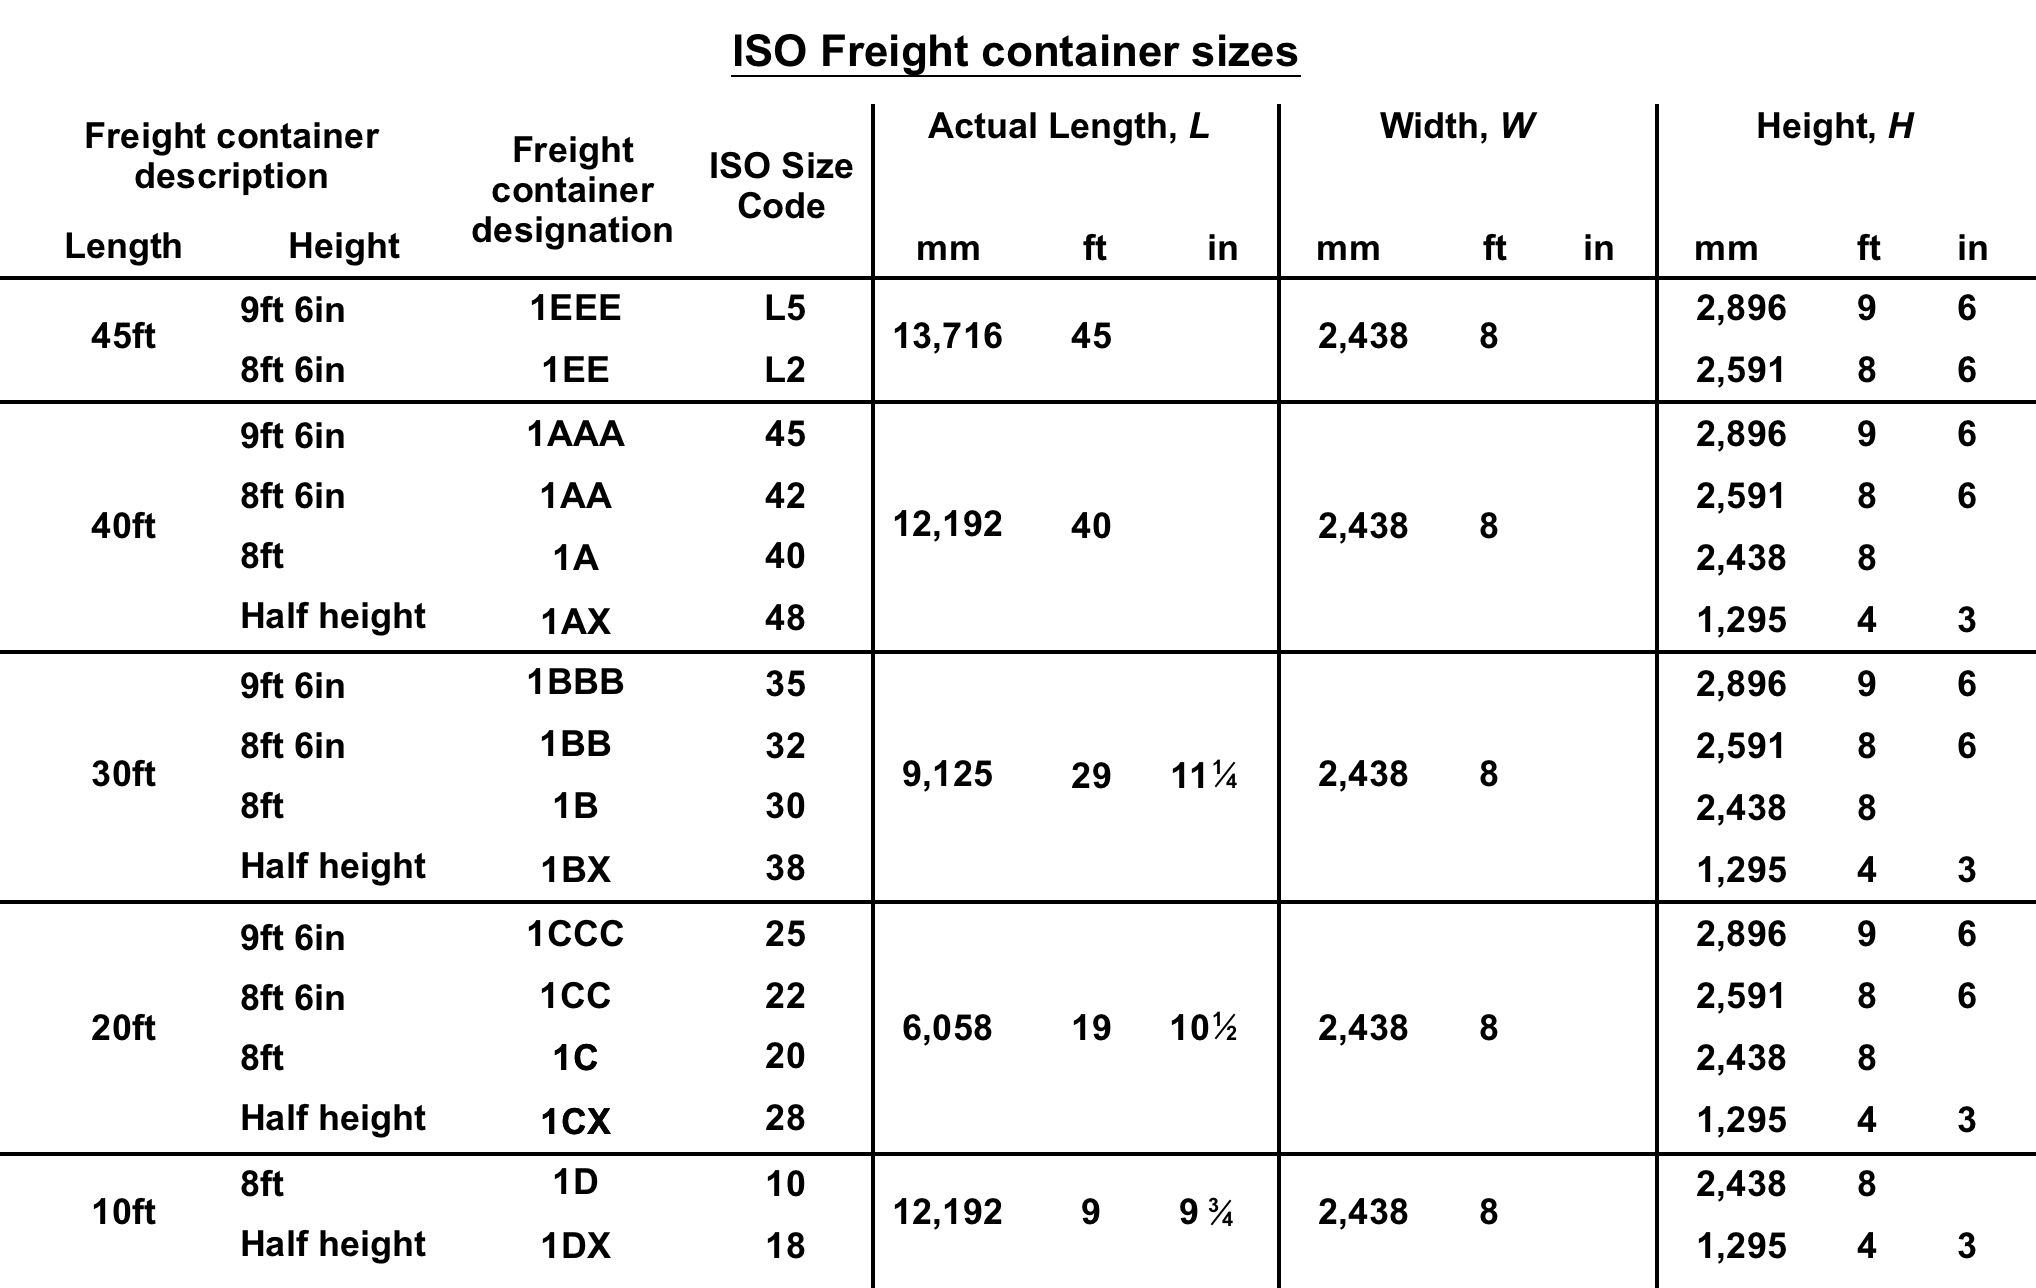 ISO Freight container sizes
Freight container description Freight container designation ISO Size Code Actual Length, L Width, W Height, H
Length Height mm ft in mm ft in mm ft in
45ft 9ft 6in 1EEE L5 13,716 45 2,438 8 2,896 9 6
8ft 6in 1EE L2 2,591 8 6
40ft 9ft 6in 1AAA 45 12,192 40 2,438 8 2,896 9 6
8ft 6in 1AA 42 2,591 8 6
8ft 1A 40 2,438 8
Half height 1AX 48 1,295 4 3
30ft 9ft 6in 1BBB 35 9,125 29 11¼ 2,438 8 2,896 9 6
8ft 6in 1BB 32 2,591 8 6
8ft 1B 30 2,438 8
Half height 1BX 38 1,295 4 3
20ft 9ft 6in 1CCC 25 6,058 19 10½ 2,438 8 2,896 9 6
8ft 6in 1CC 22 2,591 8 6
8ft 1C 20 2,438 8
Half height 1CX 28 1,295 4 3
10ft 8ft 1D 10 12,192 9 9 ¾ 2,438 8 2,438 8
Half height 1DX 18 1,295 4 3